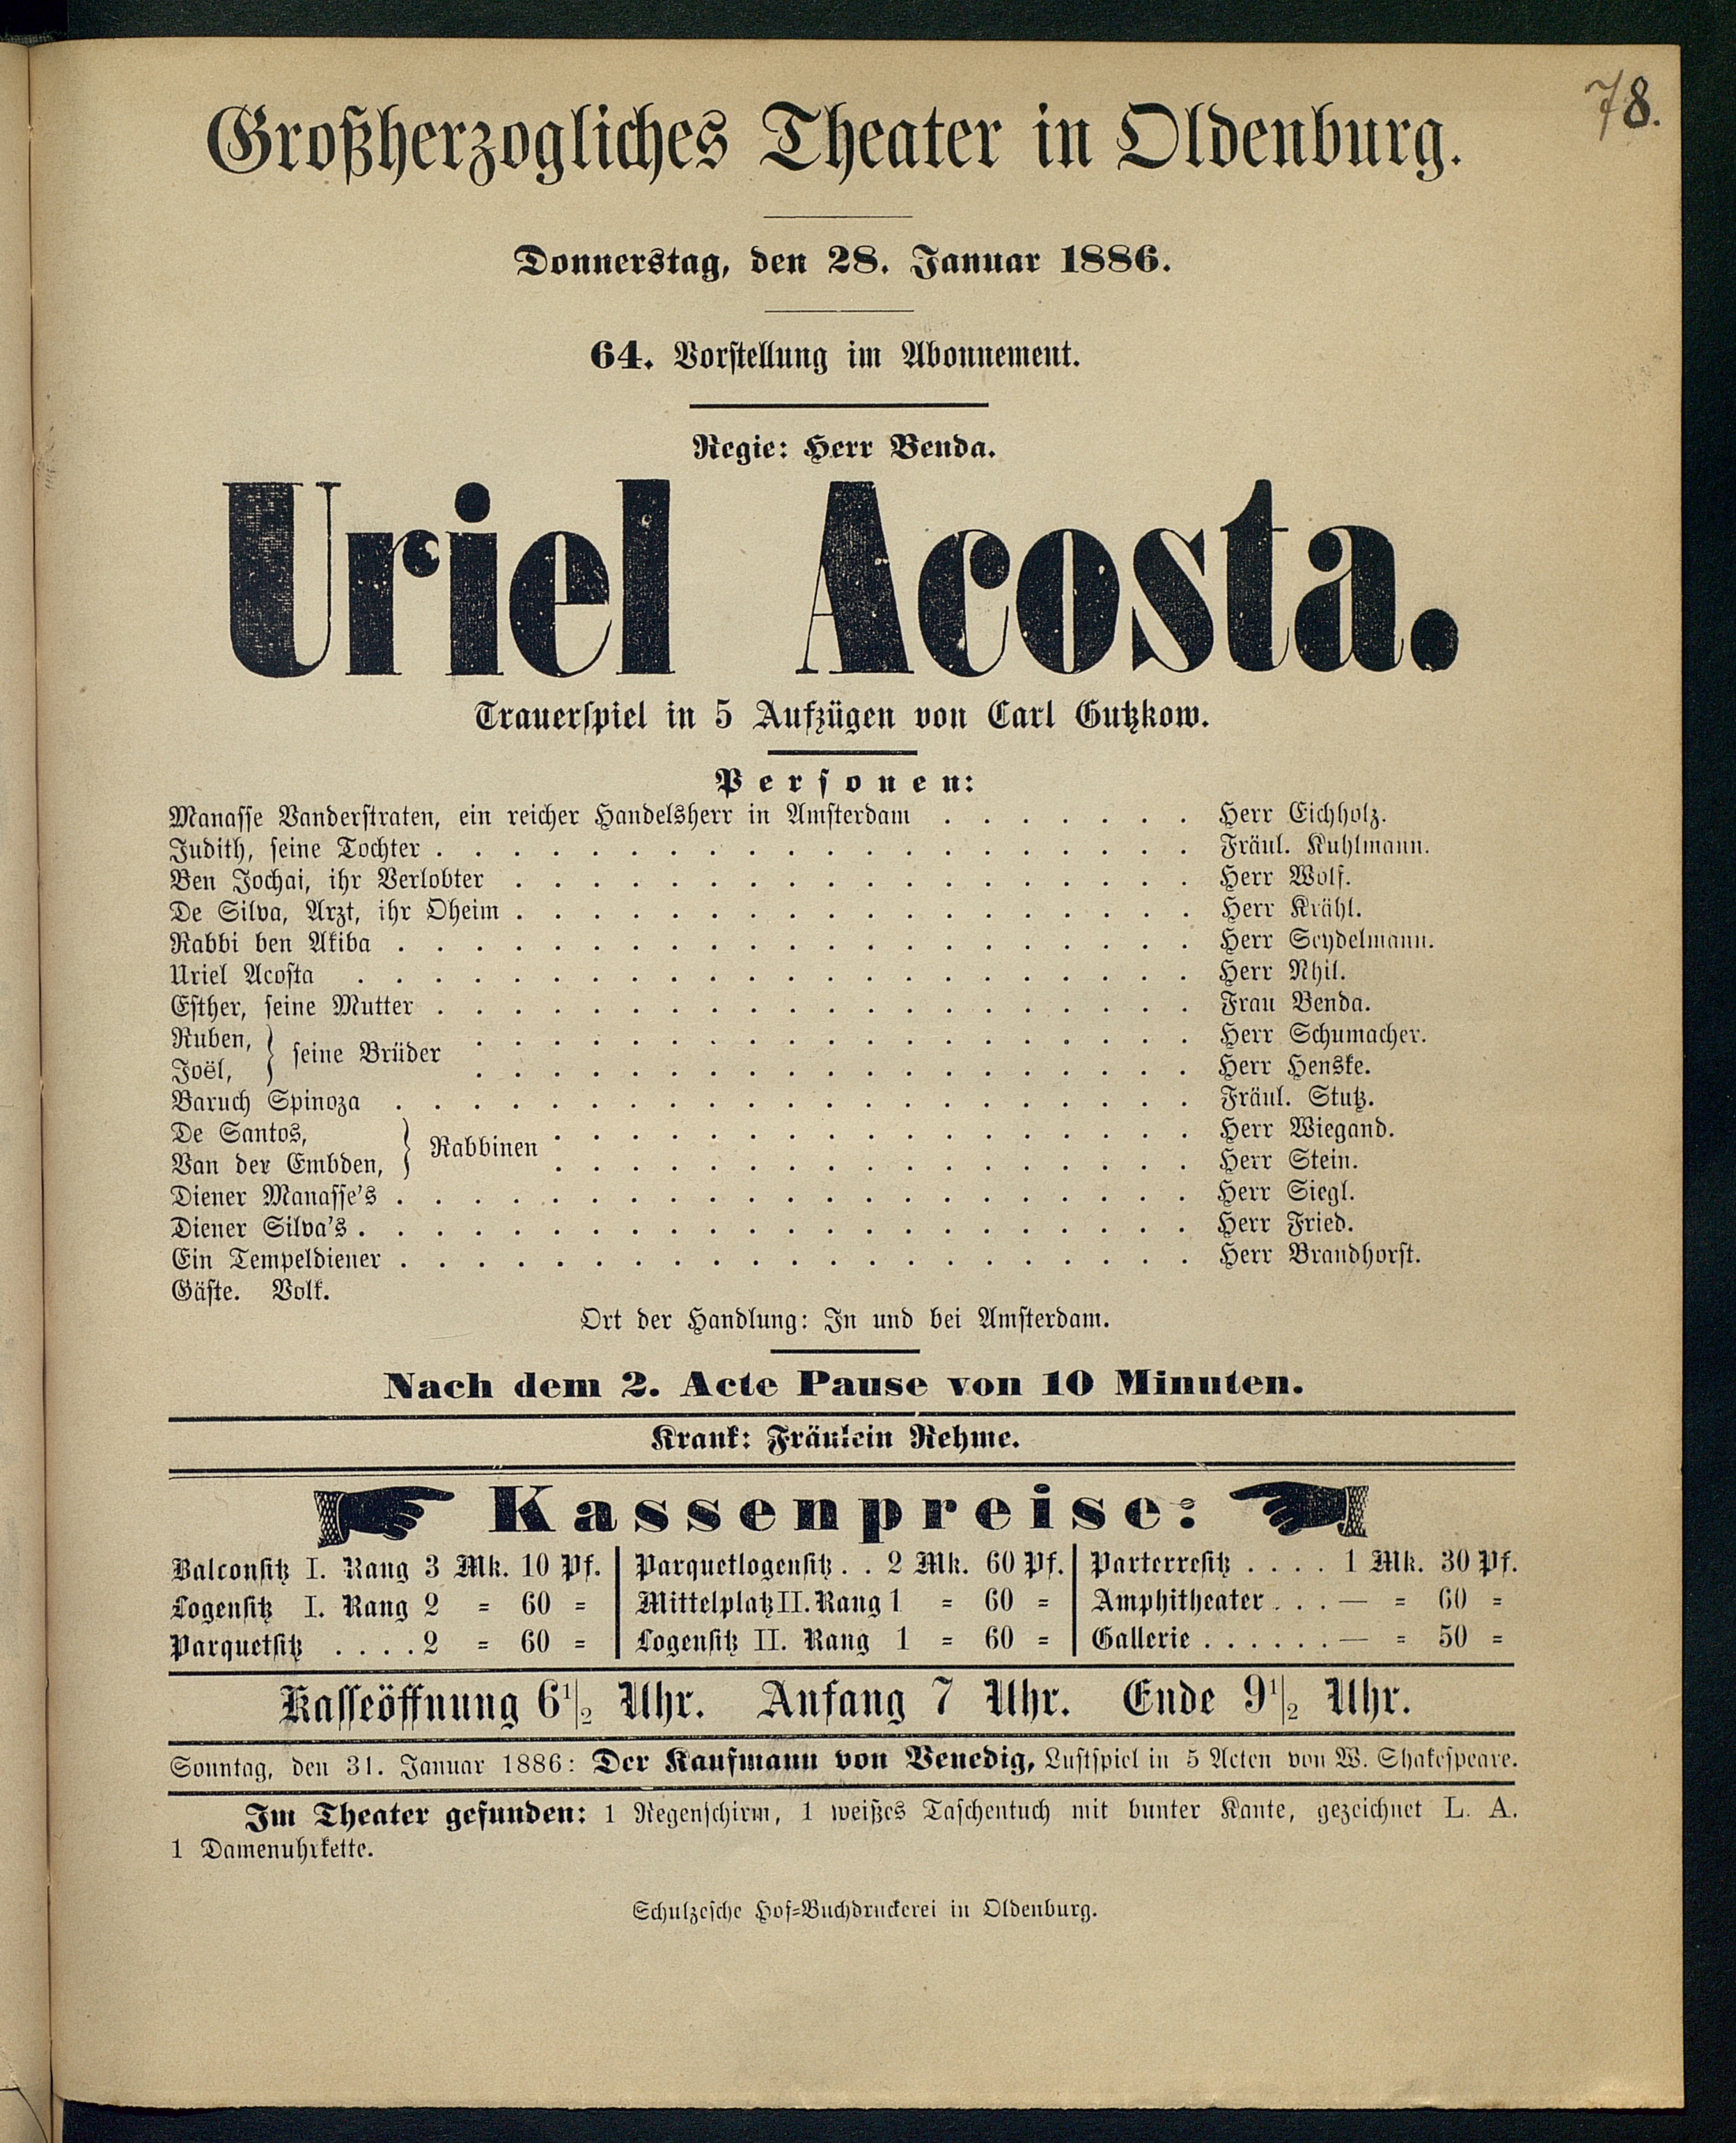 78.
Großherzogliches Theater in Oldenburg.
Donnerstag, den 28. Januar 1886.
64. Vorstellung im Abonnement.
Regie: Herr Benda.
Uriel Acosta.
Trauerspiel in 5 Aufzügen von Carl Gutzkow.
Personen:
Manasse Vanderstraten, ein reicher Handelsherr in Amsterdam . . . . . . . Herr Eichholz.
Judith, seine Tochter . . . . . . . . . . . . . . . . . . . . Fräul. Kuhlmann.
Ben Jochai, ihr Verlobter . . . . . . . . . . . . . . . . . . Herr Wolf.
De Silva, Arzt, ihr Oheim . . . . . . . . . . . . . . . . . . Herr Krähl.
Rabbi ben Akiba . . . . . . . . . . . . . . . . . . . . . Herr Seydelmann.
Uriel Acosta . . . . . . . . . . . . . . . . . . . . . . Herr Nhil.
Esther, seine Mutter . . . . . . . . . . . . . . . . . . . . Frau Benda.
Ruben, } seine Brüder . . . . . . . . . . . . . . . . . . . Herr Schumacher.
Joël, . . . . . . . . . . . . . . . . . . . Herr Henske.
Baruch Spinoza . . . . . . . . . . . . . . . . . . . . . Fräul. Stutz.
De Santos, } Rabbinen . . . . . . . . . . . . . . . . . Herr Wiegand.
Van der Embden, . . . . . . . . . . . . . . . . . Herr Stein.
Diener Manasse's . . . . . . . . . . . . . . . . . . . . . Herr Siegl.
Diener Silva's . . . . . . . . . . . . . . . . . . . . . . Herr Fried.
Ein Tempeldiener . . . . . . . . . . . . . . . . . . . . . Herr Brandhorst.
Gäste. Volk.
Ort der Handlung: In und bei Amsterdam.
Nach dem 2. Acte Pause von 10 Minuten.
Krank: Fräulein Rehme.
Kassenpreise:
Balconsitz I. Rang 3 Mk. 10 Pf. | Parquetlogensitz . . 2 Mk. 60 Pf. | Parterresitz . . . . 1 Mk. 30 Pf.
Logensitz I. Rang 2 = 60 = | Mittelplatz II. Rang 1 = 60 = | Amphitheater . . . — = 60 =
Parquetsitz . . . . 2 = 60 = | Logensitz II. Rang 1 = 60 = | Gallerie . . . . . . — = 50 =
Kasseöffnung 6 1/2 Uhr. Anfang 7 Uhr. Ende 9 1/2 Uhr.
Sonntag, den 31. Januar 1886: Der Kaufmann von Venedig, Lustspiel in 5 Acten von W. Shakespeare.
Im Theater gefunden: 1 Regenschirm, 1 weißes Taschentuch mit bunter Kante, gezeichnet L. A.
1 Damenuhrkette.
Schulzesche Hof=Buchdruckerei in Oldenburg.